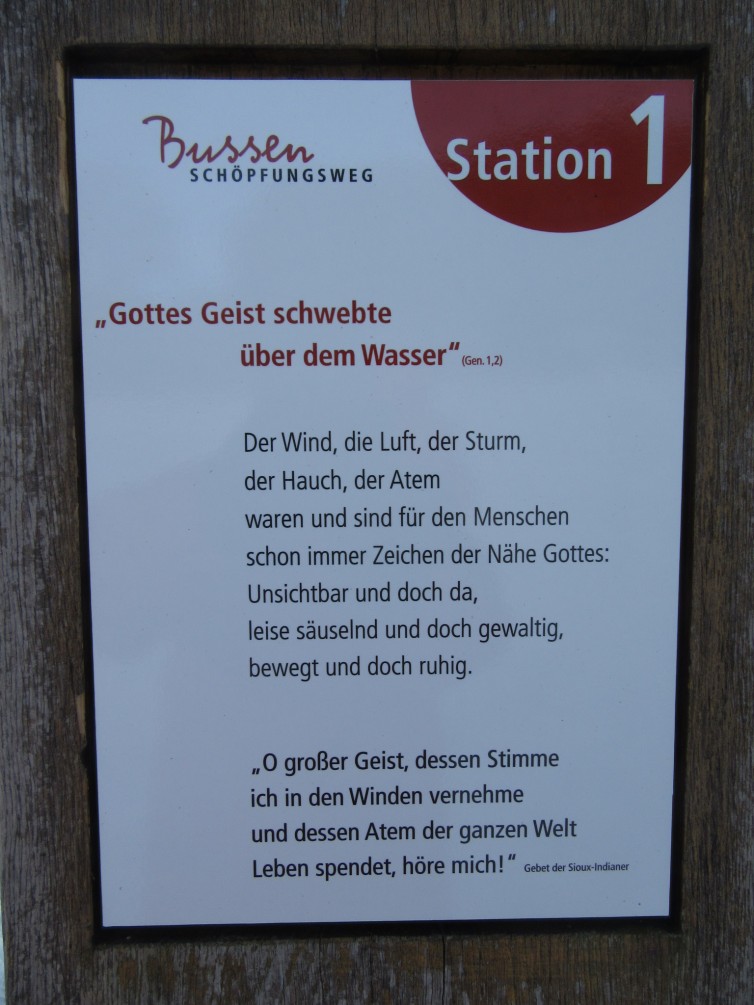 Bussen
SCHÖPFUNGSWEG
Station 1
„Gottes Geist schwebte
über dem Wasser“ (Gen. 1,2)
Der Wind, die Luft, der Sturm,
der Hauch, der Atem
waren und sind für den Menschen
schon immer Zeichen der Nähe Gottes:
Unsichtbar und doch da,
leise säuselnd und doch gewaltig,
bewegt und doch ruhig.
„O großer Geist, dessen Stimme
ich in den Winden vernehme
und dessen Atem der ganzen Welt
Leben spendet, höre mich!“ Gebet der Sioux-Indianer